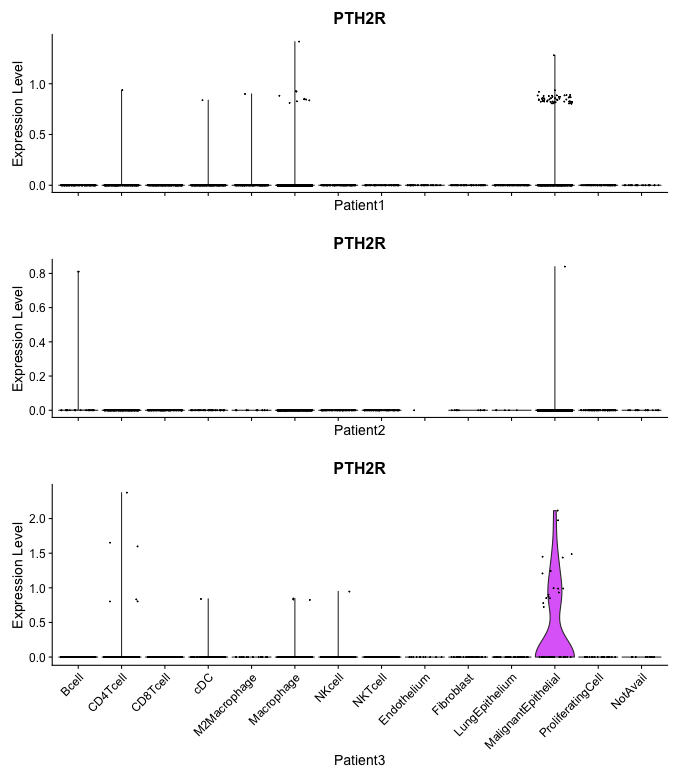 PTH2R
Expression Level
1.0
0.5
0.0
Patient1
PTH2R
Expression Level
0.8
0.6
0.4
0.2
0.0
Patient2
PTH2R
Expression Level
2.0
1.5
1.0
0.5
0.0
Bcell
CD4Tcell
CD8Tcell
cDC
M2Macrophage
Macrophage
NKcell
NKTcell
Endothelium
Fibroblast
LungEpithelium
MalignantEpithelial
ProliferatingCell
NotAvail
Patient3